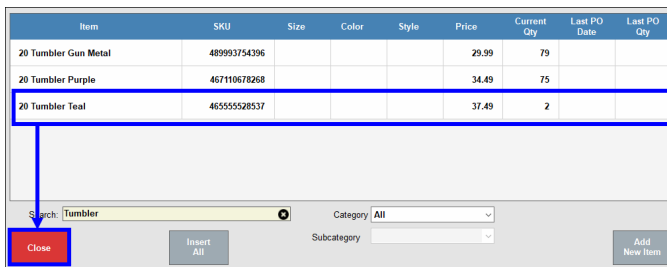 Item SKU Size Color Style Price Current Qty Last PO Date Last PO Qty
20 Tumbler Gun Metal 489993754396 29.99 79
20 Tumbler Purple 467110678268 34.49 75
20 Tumbler Teal 465555528537 37.49 2
Search: Tumbler Category All
Subcategory
Close Insert All Add New Item